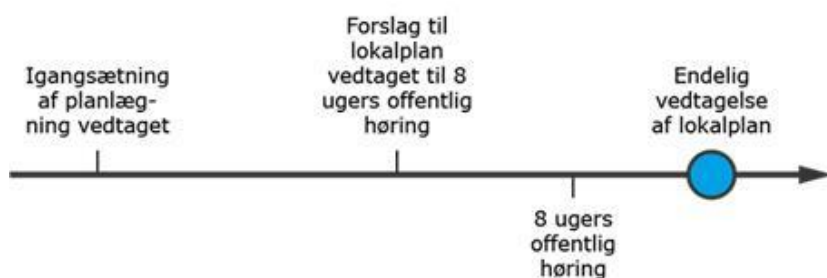 Igangsætning
af planlæg-
ning vedtaget
Forslag til
lokalplan
vedtaget til 8
ugers offentlig
høring
8 ugers
offentlig
høring
Endelig
vedtagelse
af lokalplan